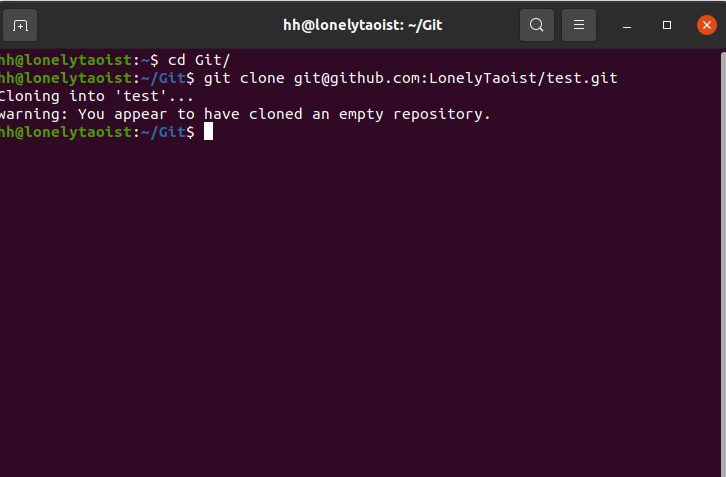 hh@lonelytaoist: ~/Git
hh@lonelytaoist:~$ cd Git/
hh@lonelytaoist:~/Git$ git clone git@github.com:LonelyTaoist/test.git
Cloning into 'test'...
warning: You appear to have cloned an empty repository.
hh@lonelytaoist:~/Git$